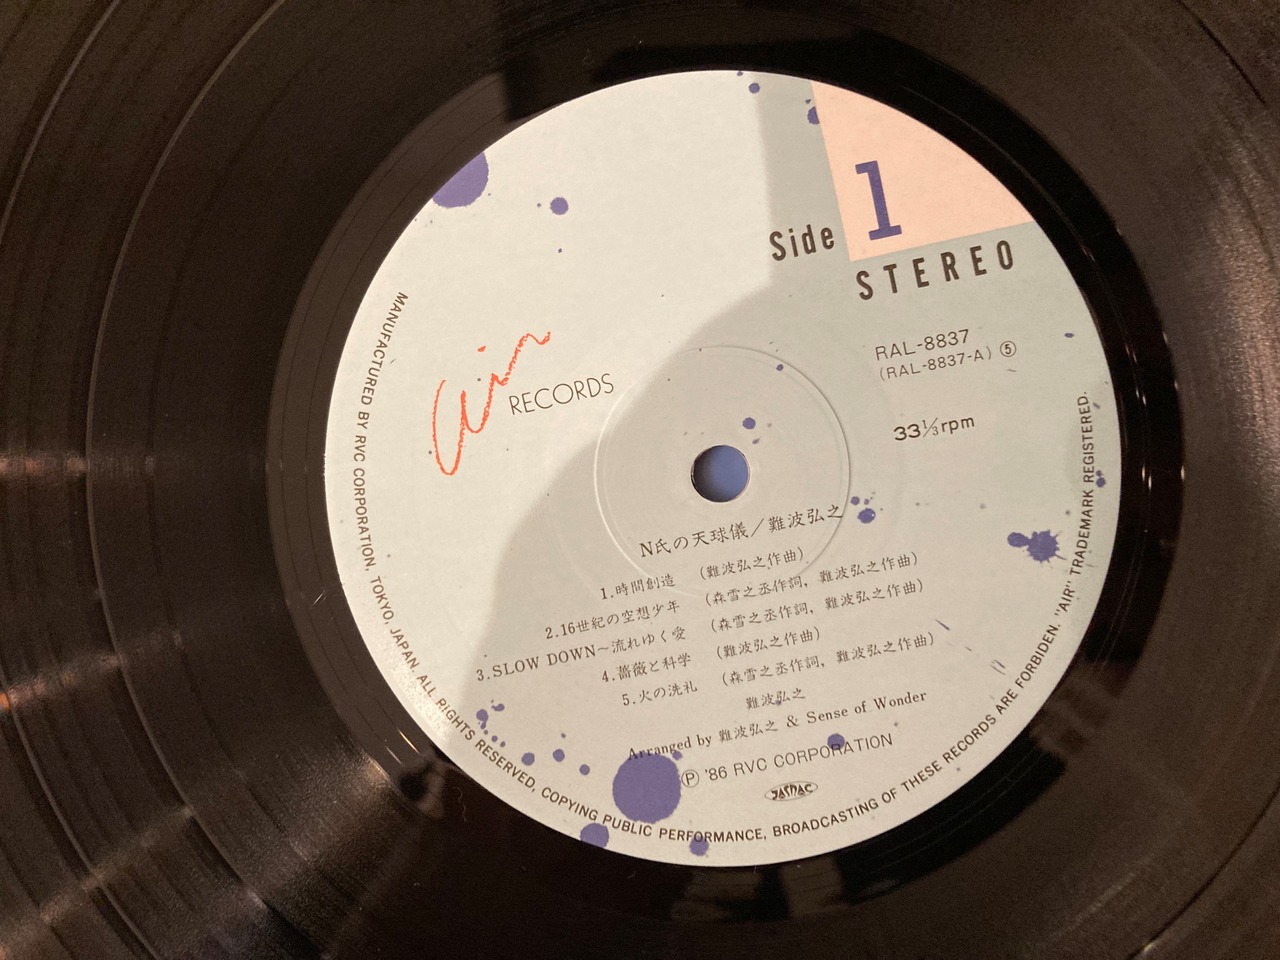 Side 1
STEREO
Air RECORDS
RAL-8837
(RAL-8837-A) ⑤
33⅓rpm
N氏の天球儀/難波弘之
1.時間創造 (難波弘之作曲)
2.16世紀の空想少年 (森雪之丞作詞, 難波弘之作曲)
3.SLOW DOWN~流れゆく愛 (森雪之丞作詞, 難波弘之作曲)
4.薔薇と科学 (難波弘之作曲)
5.火の洗礼 (森雪之丞作詞, 難波弘之作曲)
難波弘之
Arranged by 難波弘之 & Sense of Wonder
Ⓟ '86 RVC CORPORATION
JASRAC
MANUFACTURED BY RVC CORPORATION, TOKYO, JAPAN. ALL RIGHTS RESERVED, COPYING PUBLIC PERFORMANCE, BROADCASTING OF THESE RECORDS ARE FORBIDEN. "AIR" TRADEMARK REGISTERED.